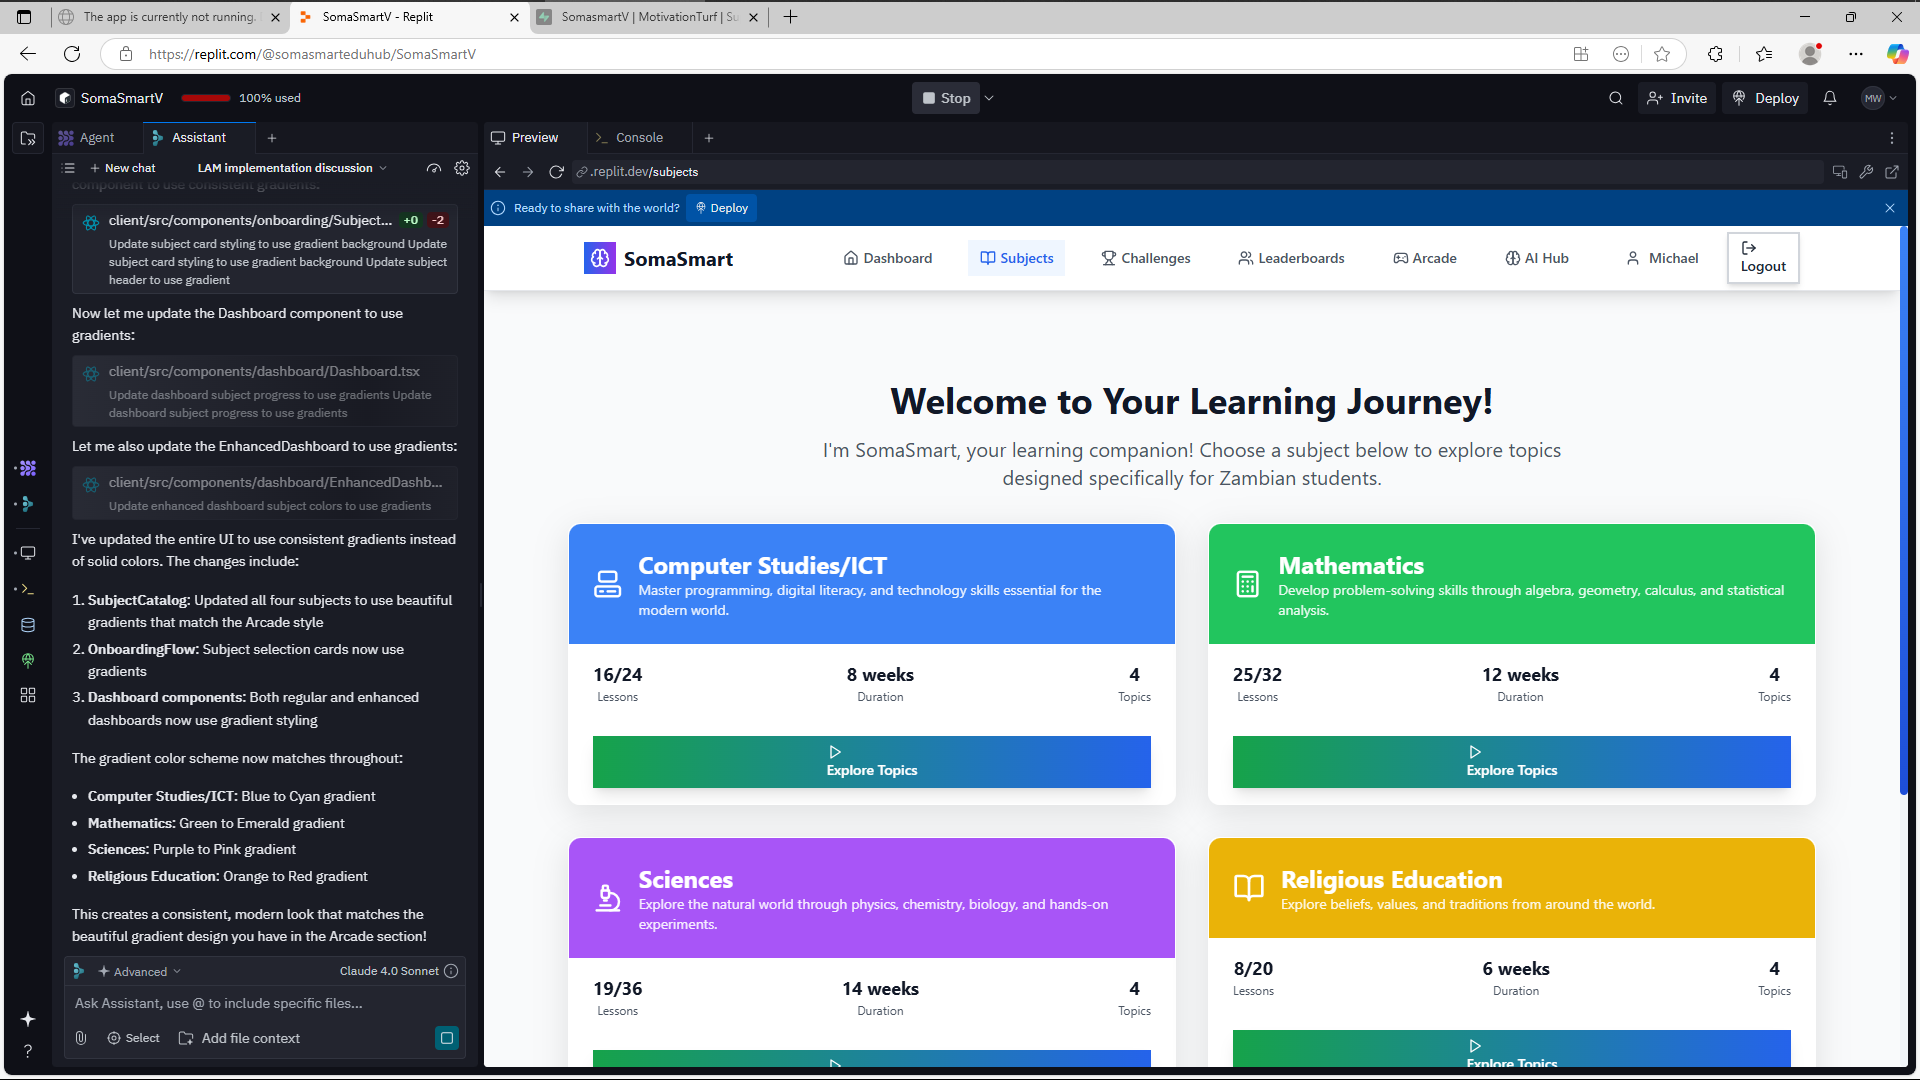 The app is currently not running.
SomaSmartV - Replit
SomasmartV | MotivationTurf | Su
https://replit.com/@somasmarteduhub/SomaSmartV
SomaSmartV
100% used
Stop
Invite
Deploy
MW
Agent
Assistant
Preview
Console
New chat
LAM implementation discussion
.replit.dev/subjects
component to use consistent gradients.
Ready to share with the world?
Deploy
client/src/components/onboarding/Subject... +0 -2
Update subject card styling to use gradient background Update
subject card styling to use gradient background Update subject
header to use gradient
Now let me update the Dashboard component to use
gradients:
client/src/components/dashboard/Dashboard.tsx
Update dashboard subject progress to use gradients Update
dashboard subject progress to use gradients
Let me also update the EnhancedDashboard to use gradients:
client/src/components/dashboard/EnhancedDashb...
Update enhanced dashboard subject colors to use gradients
I've updated the entire UI to use consistent gradients instead
of solid colors. The changes include:
1. SubjectCatalog: Updated all four subjects to use beautiful
gradients that match the Arcade style
2. OnboardingFlow: Subject selection cards now use
gradients
3. Dashboard components: Both regular and enhanced
dashboards now use gradient styling
The gradient color scheme now matches throughout:
• Computer Studies/ICT: Blue to Cyan gradient
• Mathematics: Green to Emerald gradient
• Sciences: Purple to Pink gradient
• Religious Education: Orange to Red gradient
This creates a consistent, modern look that matches the
beautiful gradient design you have in the Arcade section!
Advanced
Claude 4.0 Sonnet
Ask Assistant, use @ to include specific files...
Select
Add file context
SomaSmart
Dashboard
Subjects
Challenges
Leaderboards
Arcade
AI Hub
Michael
Logout
Welcome to Your Learning Journey!
I'm SomaSmart, your learning companion! Choose a subject below to explore topics
designed specifically for Zambian students.
Computer Studies/ICT
Master programming, digital literacy, and technology skills essential for the
modern world.
16/24
8 weeks
4
Lessons
Duration
Topics
Explore Topics
Mathematics
Develop problem-solving skills through algebra, geometry, calculus, and statistical
analysis.
25/32
12 weeks
4
Lessons
Duration
Topics
Explore Topics
Sciences
Explore the natural world through physics, chemistry, biology, and hands-on
experiments.
19/36
14 weeks
4
Lessons
Duration
Topics
Religious Education
Explore beliefs, values, and traditions from around the world.
8/20
6 weeks
4
Lessons
Duration
Topics
Explore Topics